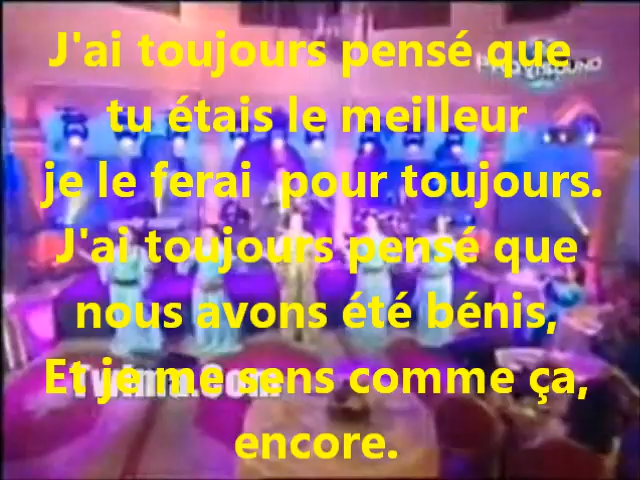 J'ai toujours pensé que
tu étais le meilleur
je le ferai pour toujours.
J'ai toujours pensé que
nous avons été bénis,
Et je me sens comme ça,
encore.